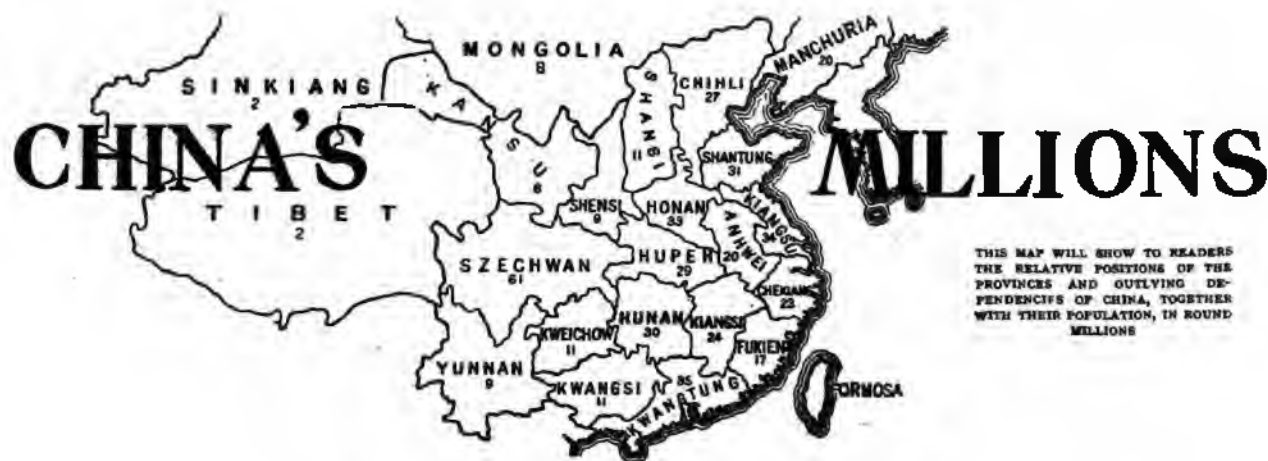 CHINA'S MILLIONS
MONGOLIA
8
MANCHURIA
20
SINKIANG
2
KANSU
6
SHANSI
11
CHIHLI
27
SHANTUNG
31
TIBET
2
SHENSI
9
HONAN
33
KIANGSU
ANHWEI
20
SZECHWAN
61
HUPEH
29
CHEKIANG
23
KWEICHOW
11
HUNAN
30
KIANGSI
24
FUKIEN
17
YUNNAN
9
KWANGSI
11
KWANGTUNG
35
FORMOSA
THIS MAP WILL SHOW TO READERS
THE RELATIVE POSITIONS OF THE
PROVINCES AND OUTLYING DE-
PENDENCIES OF CHINA, TOGETHER
WITH THEIR POPULATION, IN ROUND
MILLIONS